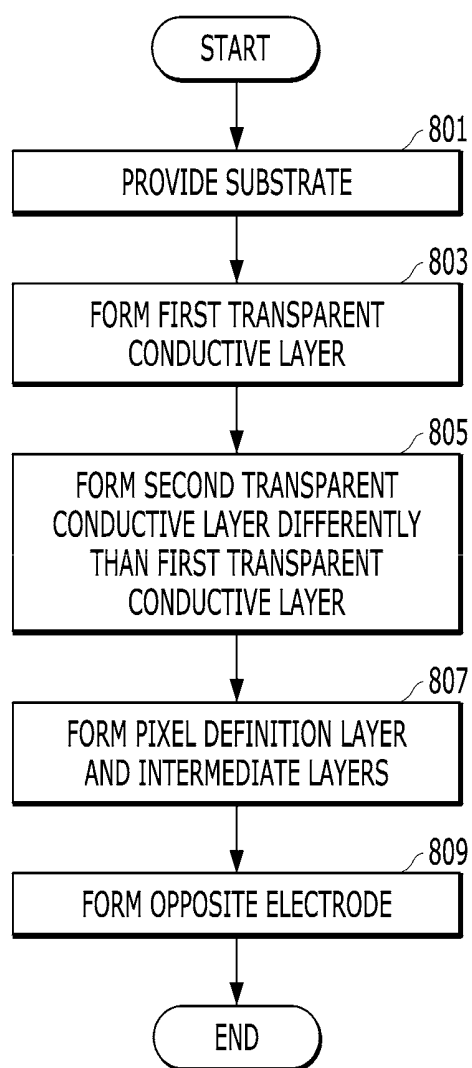 START
801
PROVIDE SUBSTRATE
803
FORM FIRST TRANSPARENT
CONDUCTIVE LAYER
805
FORM SECOND TRANSPARENT
CONDUCTIVE LAYER DIFFERENTLY
THAN FIRST TRANSPARENT
CONDUCTIVE LAYER
807
FORM PIXEL DEFINITION LAYER
AND INTERMEDIATE LAYERS
809
FORM OPPOSITE ELECTRODE
END